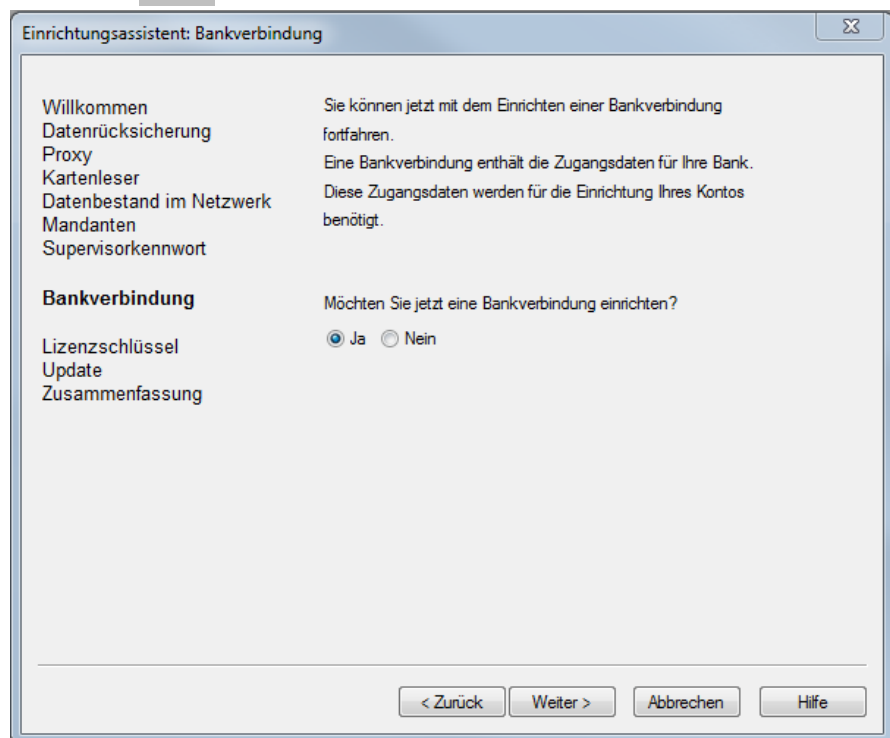 Einrichtungsassistent: Bankverbindung
Willkommen
Datenrücksicherung
Proxy
Kartenleser
Datenbestand im Netzwerk
Mandanten
Supervisorkennwort
Bankverbindung
Lizenzschlüssel
Update
Zusammenfassung
Sie können jetzt mit dem Einrichten einer Bankverbindung
fortfahren.
Eine Bankverbindung enthält die Zugangsdaten für Ihre Bank.
Diese Zugangsdaten werden für die Einrichtung Ihres Kontos
benötigt.
Möchten Sie jetzt eine Bankverbindung einrichten?
Ja Nein
< Zurück Weiter > Abbrechen Hilfe